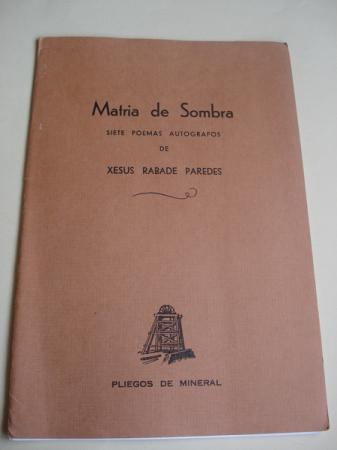 Matria de Sombra
SIETE POEMAS AUTOGRAFOS
DE
XESUS RABADE PAREDES
PLIEGOS DE MINERAL